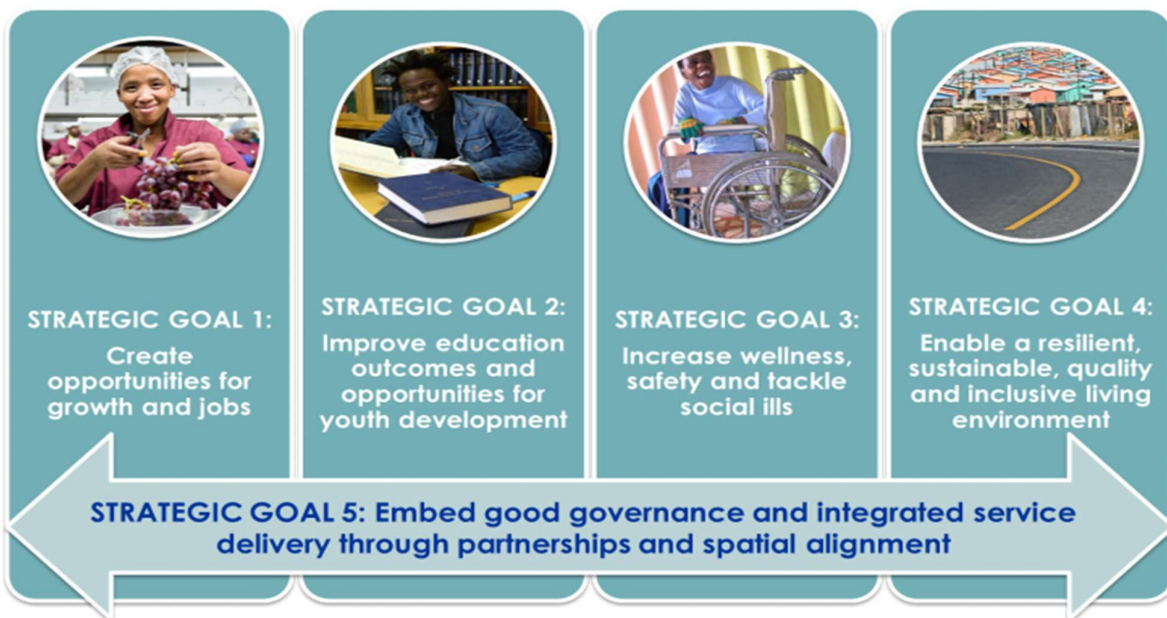 STRATEGIC GOAL 1:
Create
opportunities for
growth and jobs
STRATEGIC GOAL 2:
Improve education
outcomes and
opportunities for
youth development
STRATEGIC GOAL 3:
Increase wellness,
safety and tackle
social ills
STRATEGIC GOAL 4:
Enable a resilient,
sustainable, quality
and inclusive living
environment
STRATEGIC GOAL 5: Embed good governance and integrated service
delivery through partnerships and spatial alignment